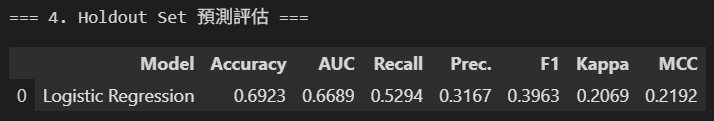 === 4. Holdout Set 預測評估 ===
Model Accuracy AUC Recall Prec. F1 Kappa MCC
0 Logistic Regression 0.6923 0.6689 0.5294 0.3167 0.3963 0.2069 0.2192